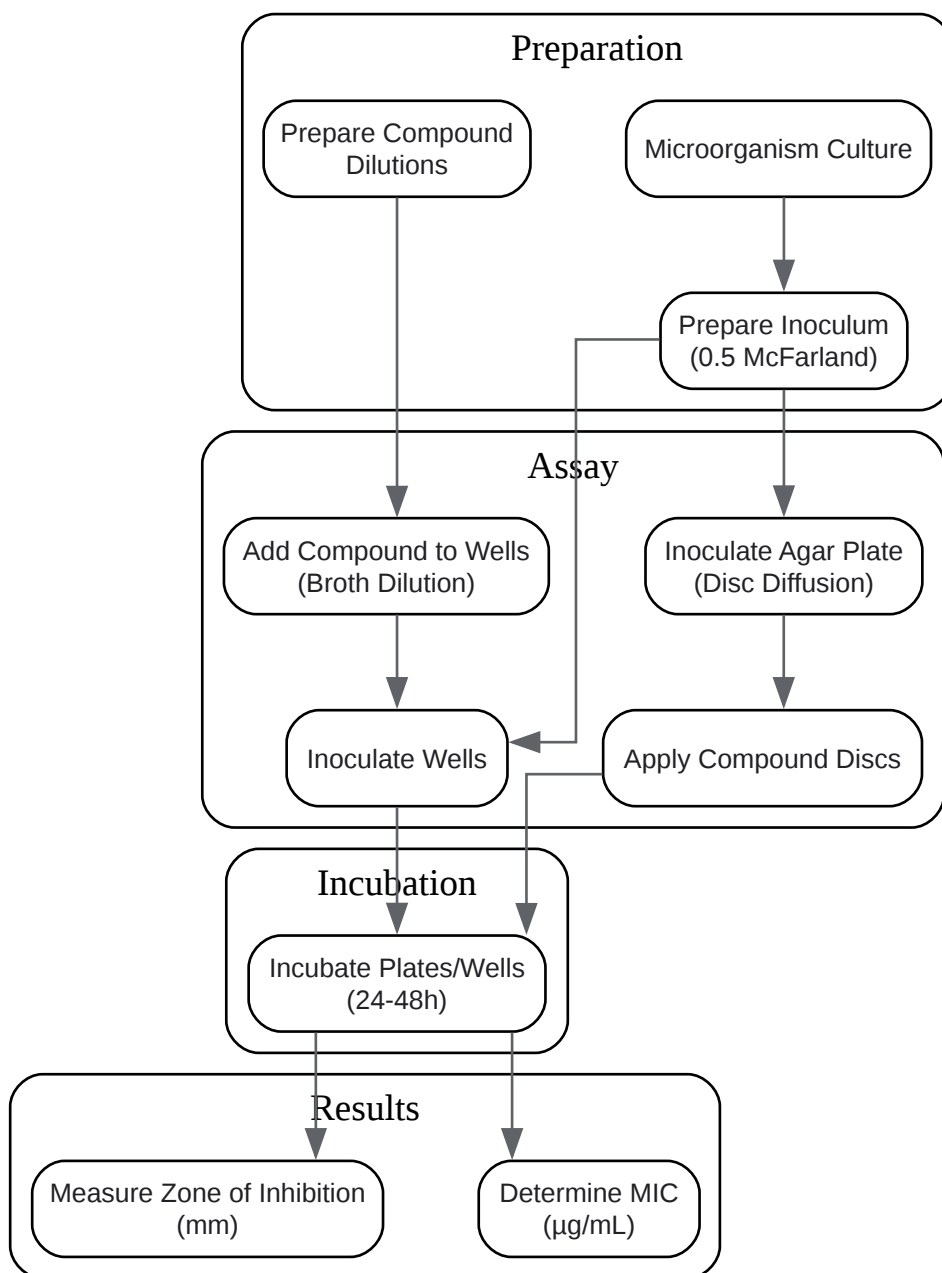 Preparation
Prepare Compound
Dilutions
Microorganism Culture
Prepare Inoculum
(0.5 McFarland)
Assay
Add Compound to Wells
(Broth Dilution)
Inoculate Agar Plate
(Disc Diffusion)
Inoculate Wells
Apply Compound Discs
Incubation
Incubate Plates/Wells
(24-48h)
Results
Measure Zone of Inhibition
(mm)
Determine MIC
(µg/mL)